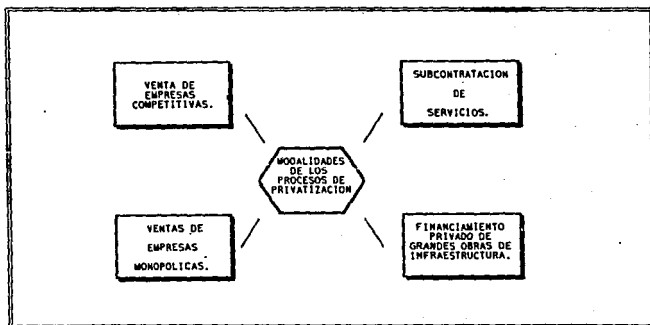 VENTA DE
EMPRESAS
COMPETITIVAS.
SUBCONTRATACION
DE
SERVICIOS.
MODALIDADES
DE LOS
PROCESOS DE
PRIVATIZACION
VENTAS DE
EMPRESAS
MONOPOLICAS.
FINANCIAMIENTO
PRIVADO DE
GRANDES OBRAS DE
INFRAESTRUCTURA.